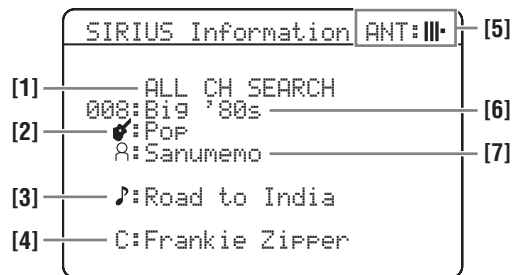 SIRIUS Information ANT: [5]
[1] ALL CH SEARCH
008:Big '80s [6]
[2] :Pop
:Sanumemo [7]
[3] ♪:Road to India
[4] C:Frankie Zipper